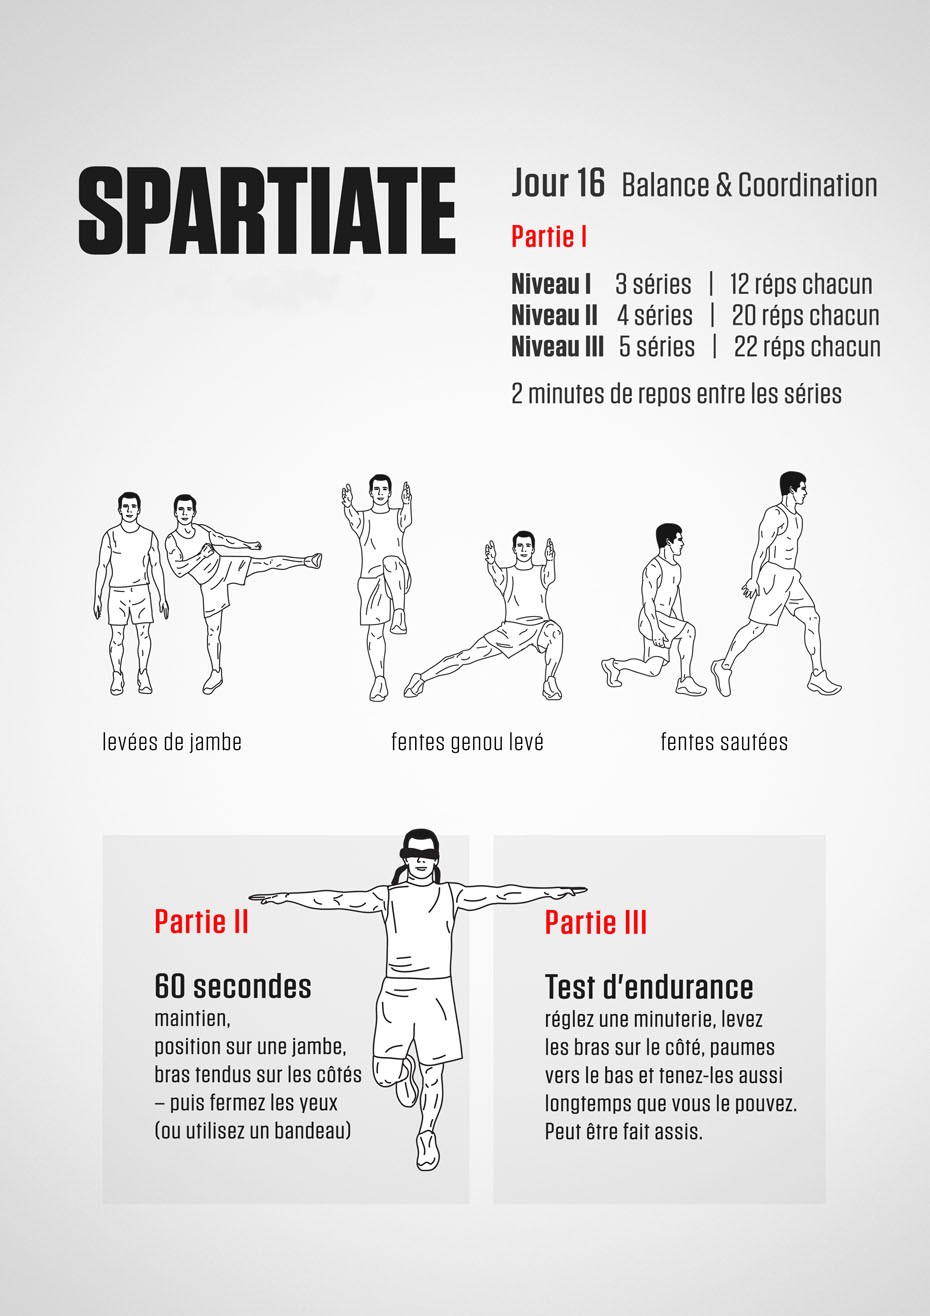 SPARTIATE
Jour 16 Balance & Coordination
Partie I
Niveau I 3 séries | 12 réps chacun
Niveau II 4 séries | 20 réps chacun
Niveau III 5 séries | 22 réps chacun
2 minutes de repos entre les séries
levées de jambe
fentes genou levé
fentes sautées
Partie II
60 secondes
maintien,
position sur une jambe,
bras tendus sur les côtés
– puis fermez les yeux
(ou utilisez un bandeau)
Partie III
Test d'endurance
réglez une minuterie, levez
les bras sur le côté, paumes
vers le bas et tenez-les aussi
longtemps que vous le pouvez.
Peut être fait assis.